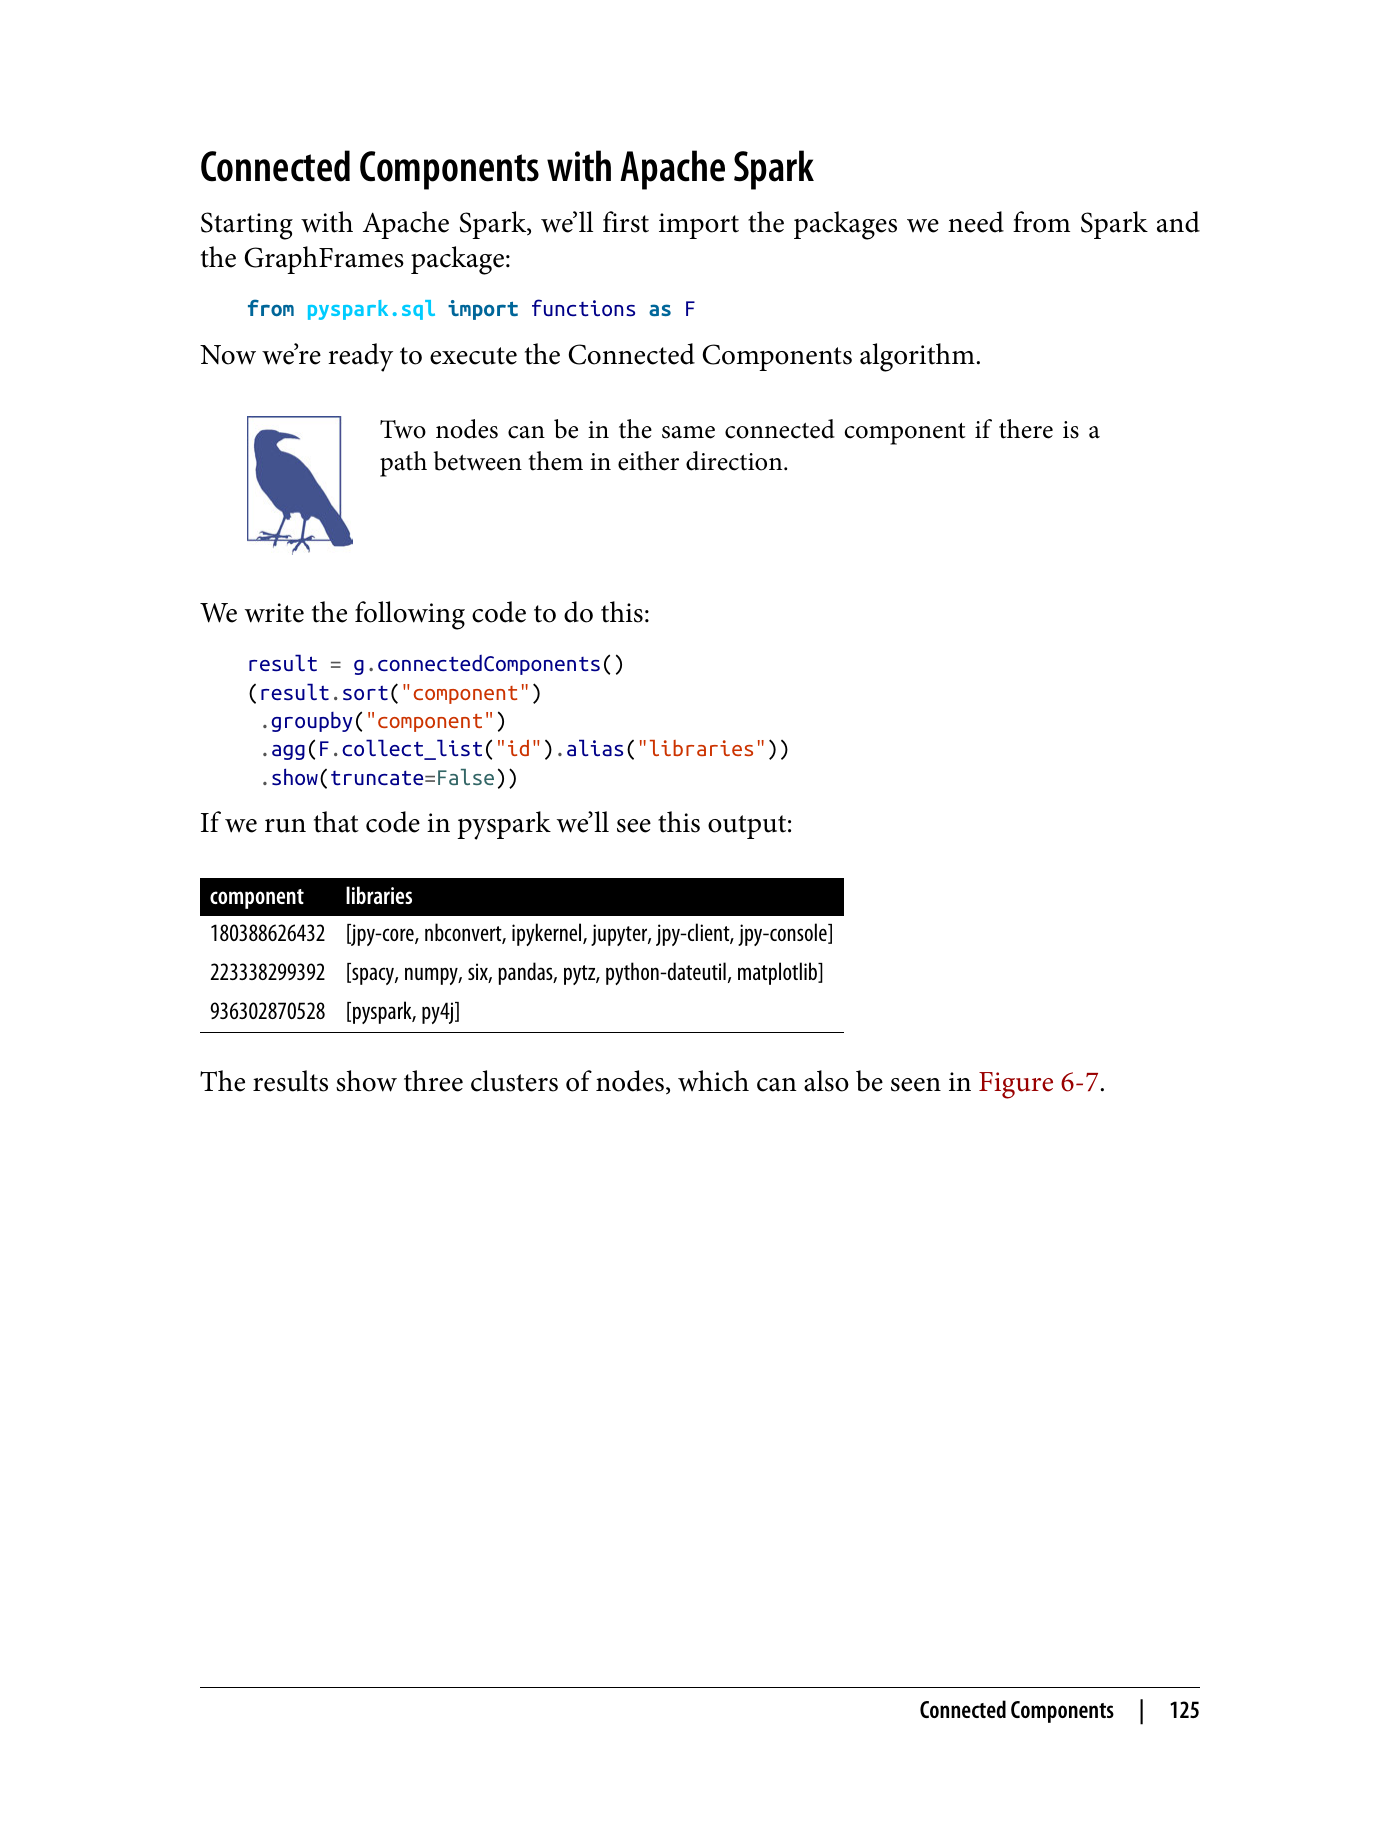 Connected Components with Apache Spark
Starting with Apache Spark, we’ll first import the packages we need from Spark and
the GraphFrames package:
from pyspark.sql import functions as F
Now we’re ready to execute the Connected Components algorithm.
Two nodes can be in the same connected component if there is a
path between them in either direction.
We write the following code to do this:
result = g.connectedComponents()
(result.sort("component")
 .groupby("component")
 .agg(F.collect_list("id").alias("libraries"))
 .show(truncate=False))
If we run that code in pyspark we’ll see this output:
component libraries
180388626432 [jpy-core, nbconvert, ipykernel, jupyter, jpy-client, jpy-console]
223338299392 [spacy, numpy, six, pandas, pytz, python-dateutil, matplotlib]
936302870528 [pyspark, py4j]
The results show three clusters of nodes, which can also be seen in Figure 6-7.
Connected Components | 125